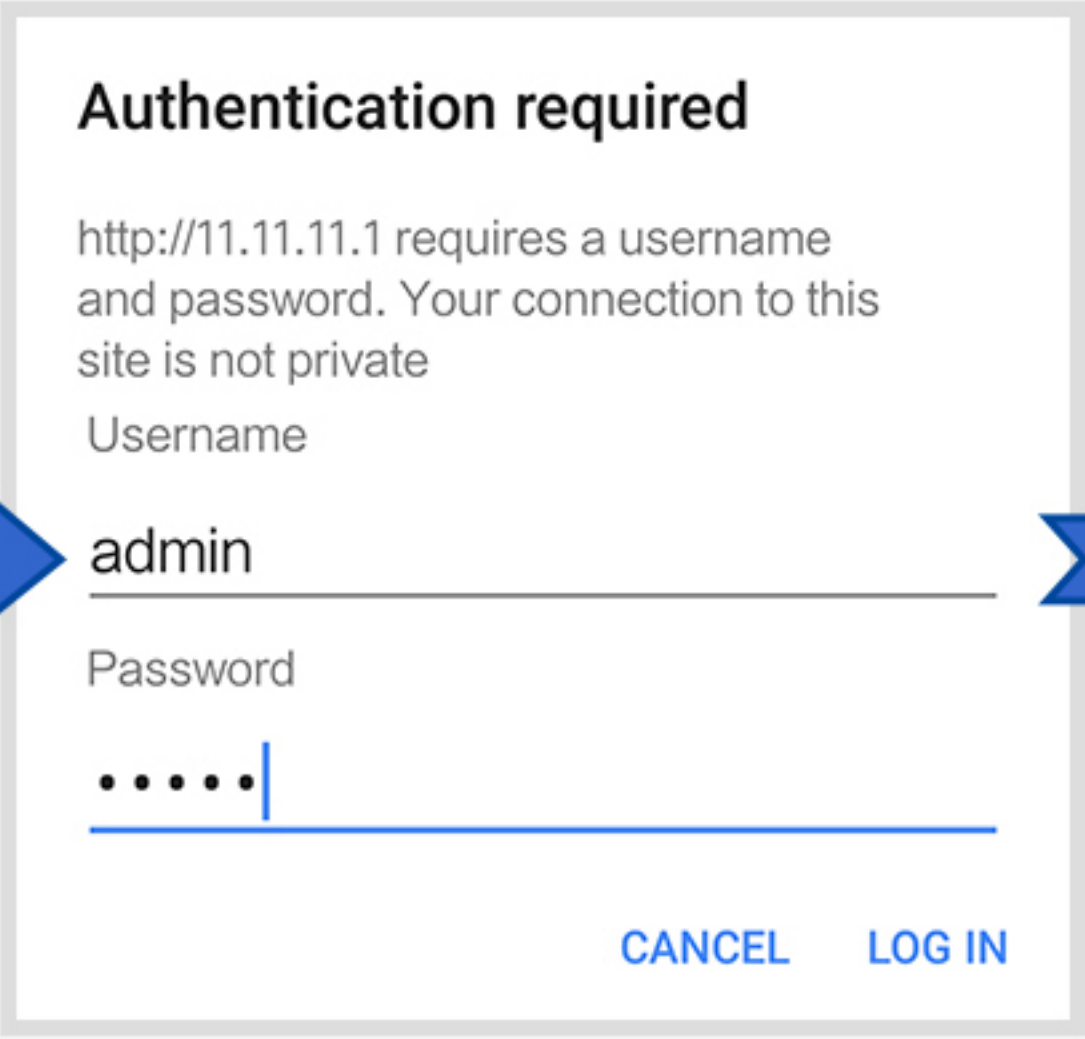 Authentication required
http://11.11.11.1 requires a username
and password. Your connection to this
site is not private
Username
admin
Password
•••••
CANCEL LOG IN